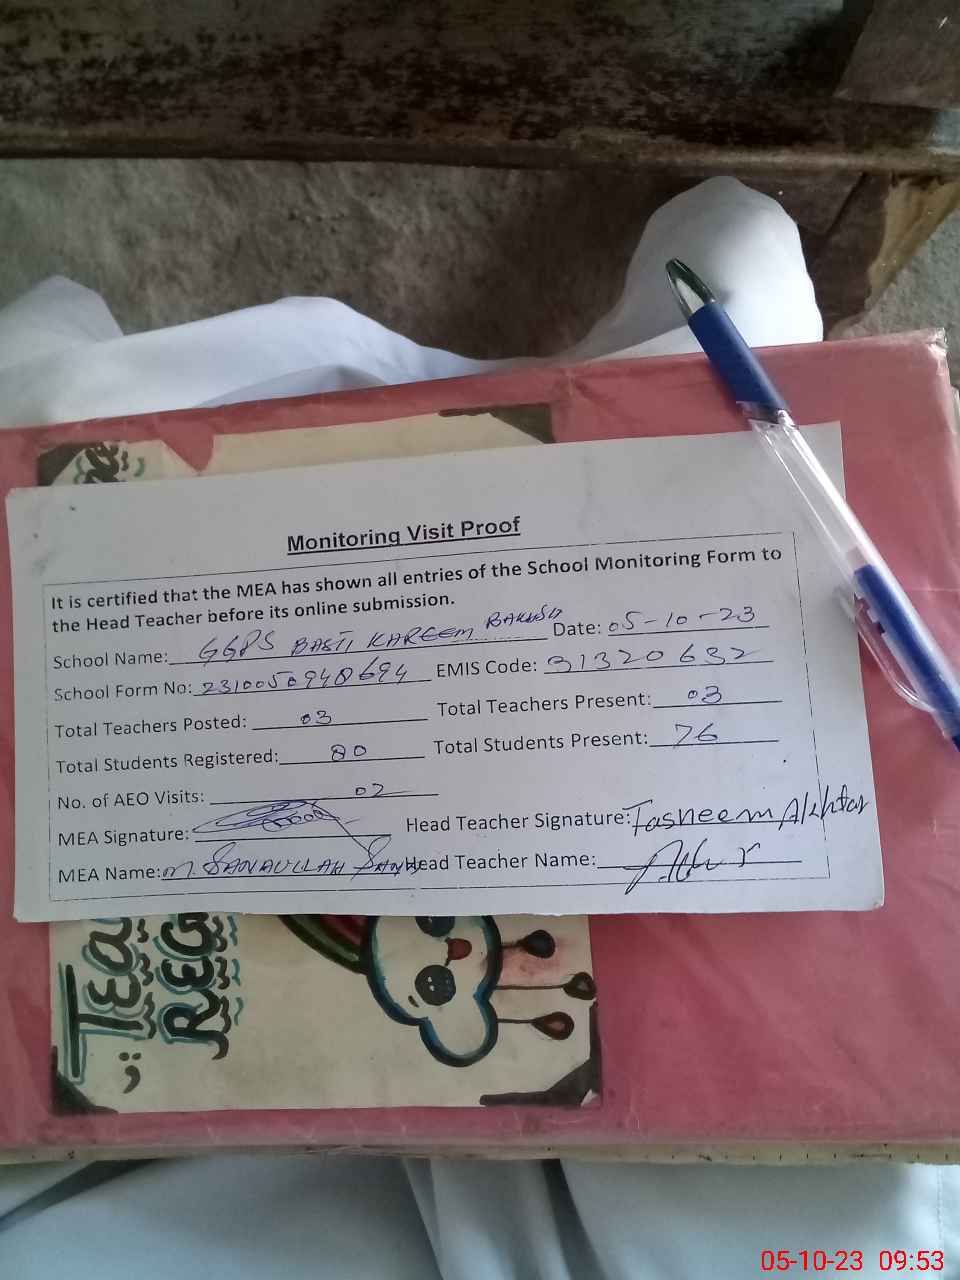 Monitoring Visit Proof
It is certified that the MEA has shown all entries of the School Monitoring Form to
the Head Teacher before its online submission.
School Name: GGPS BASTI KAREEM BAKHSH Date: 05-10-23
School Form No: 231005094 8694 EMIS Code: 31320632
Total Teachers Posted: 03 Total Teachers Present: 03
Total Students Registered: 80 Total Students Present: 76
No. of AEO Visits: 02
MEA Signature: Head Teacher Signature: Tasneem Akhtar
MEA Name: M. SANAULLAH Head Teacher Name:
05-10-23 09:53